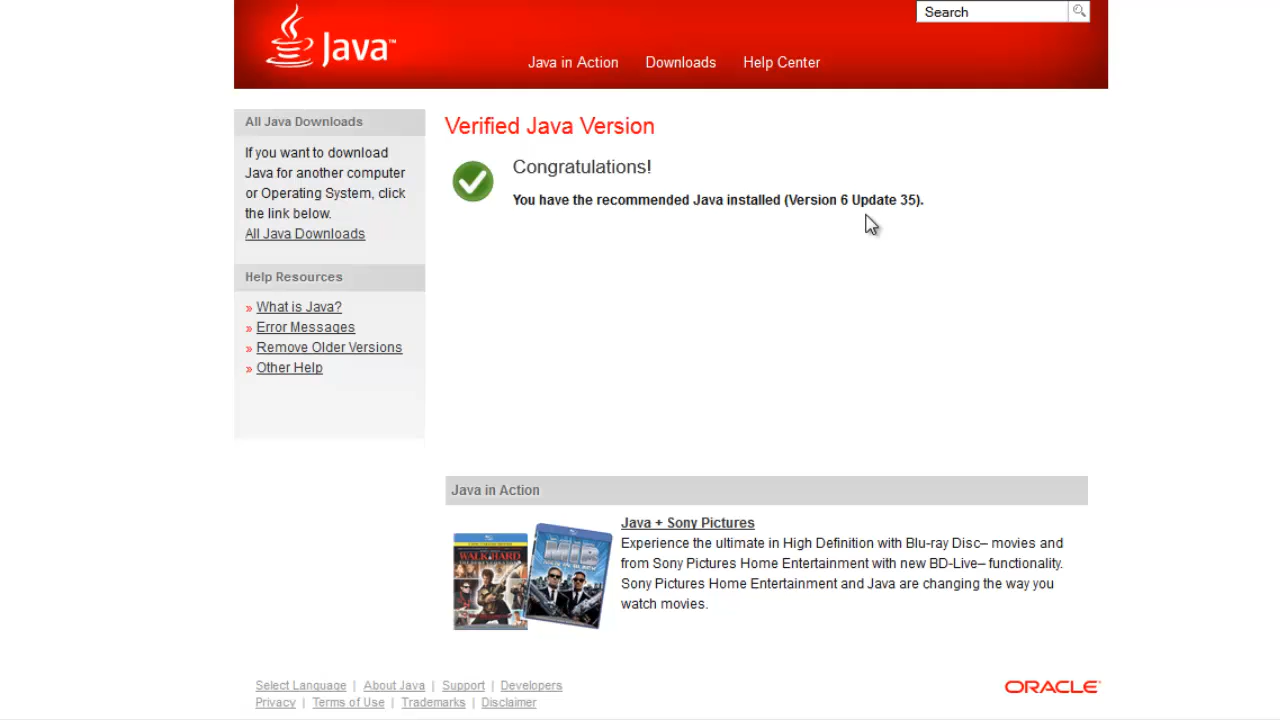 Java™
Search
Java in Action Downloads Help Center
All Java Downloads
If you want to download
Java for another computer
or Operating System, click
the link below.
All Java Downloads
Help Resources
» What is Java?
» Error Messages
» Remove Older Versions
» Other Help
Verified Java Version
Congratulations!
You have the recommended Java installed (Version 6 Update 35).
Java in Action
WALK HARD
MIB
Java + Sony Pictures
Experience the ultimate in High Definition with Blu-ray Disc– movies and
from Sony Pictures Home Entertainment with new BD-Live– functionality.
Sony Pictures Home Entertainment and Java are changing the way you
watch movies.
Select Language | About Java | Support | Developers
Privacy | Terms of Use | Trademarks | Disclaimer
ORACLE